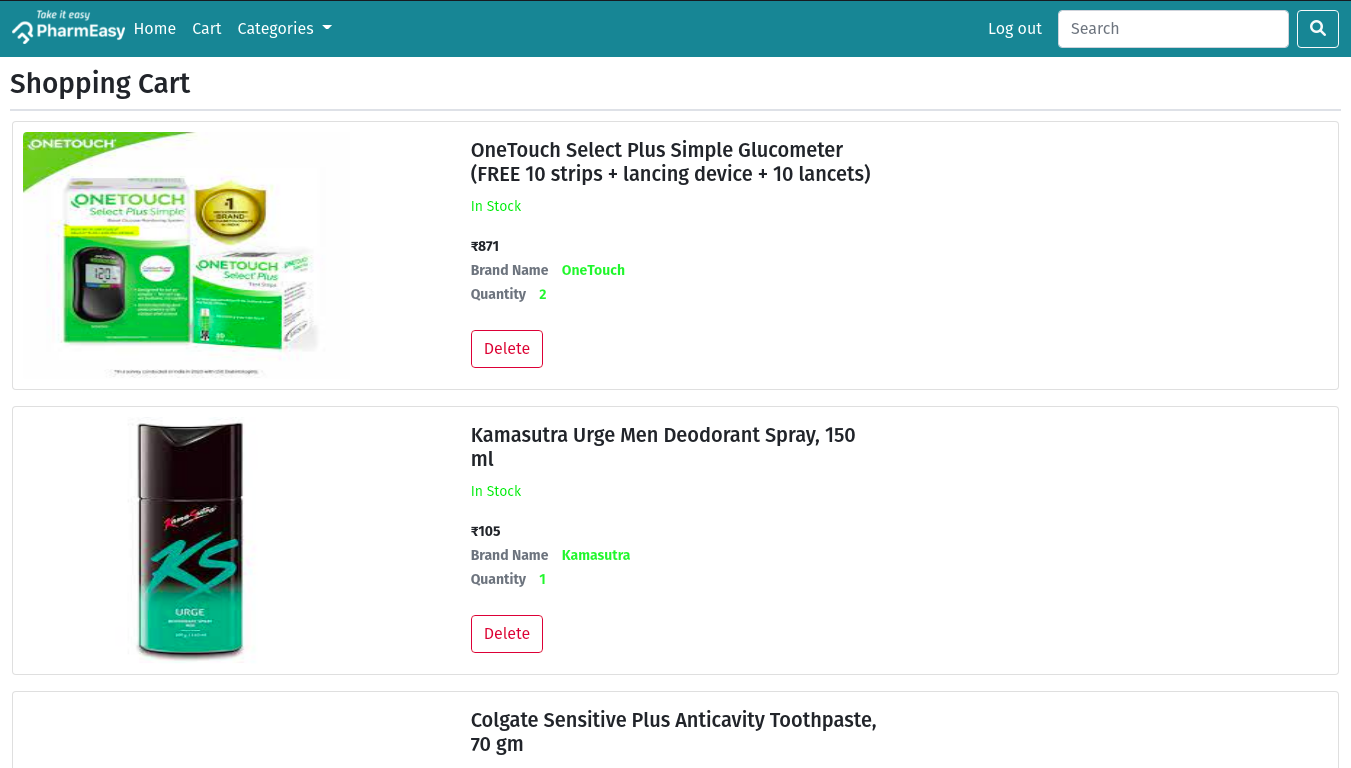 Take it easy
PharmEasy
Home
Cart
Categories
Log out
Search
Shopping Cart
ONETOUCH
ONETOUCH
Select Plus Simple
#1
BRAND
120
ONETOUCH
Select Plus
OneTouch Select Plus Simple Glucometer
(FREE 10 strips + lancing device + 10 lancets)
In Stock
₹871
Brand Name OneTouch
Quantity 2
Delete
KamaSutra
KS
URGE
Kamasutra Urge Men Deodorant Spray, 150
ml
In Stock
₹105
Brand Name Kamasutra
Quantity 1
Delete
Colgate Sensitive Plus Anticavity Toothpaste,
70 gm